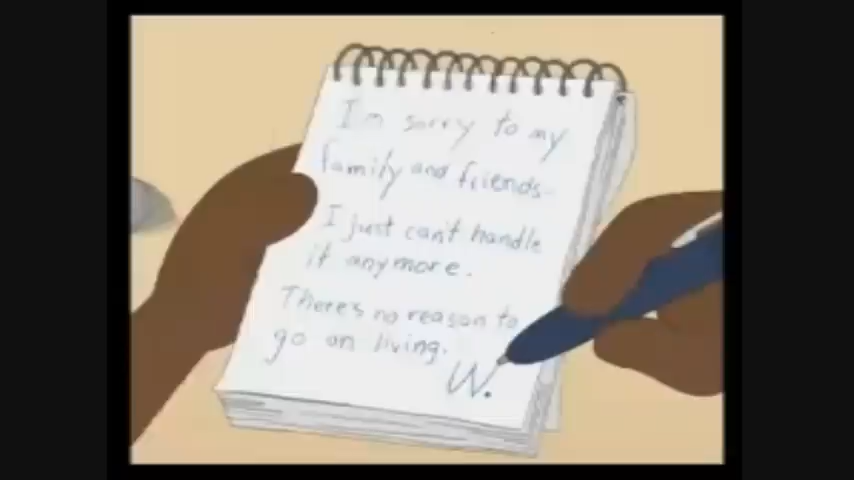 I'm sorry to my
family and friends-
I just can't handle
it anymore.
There's no reason to
go on living.
W.